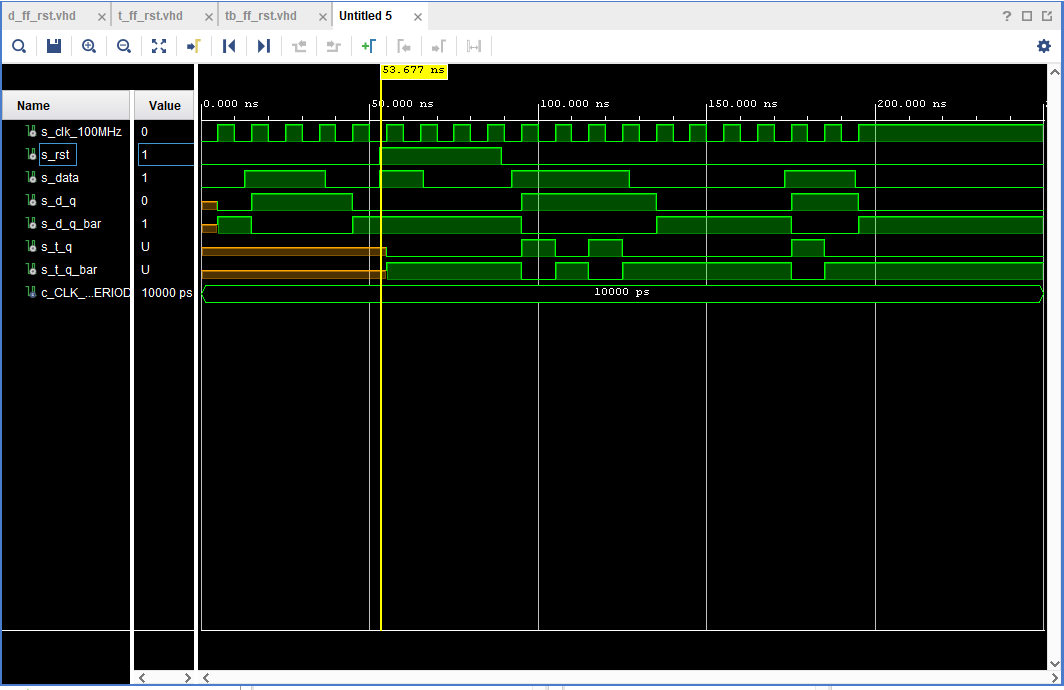 d_ff_rst.vhd × t_ff_rst.vhd × tb_ff_rst.vhd × Untitled 5 × ?
53.677 ns
Name Value 0.000 ns 50.000 ns 100.000 ns 150.000 ns 200.000 ns
s_clk_100MHz 0
s_rst 1
s_data 1
s_d_q 0
s_d_q_bar 1
s_t_q U
s_t_q_bar U
c_CLK_...ERIOD 10000 ps 10000 ps